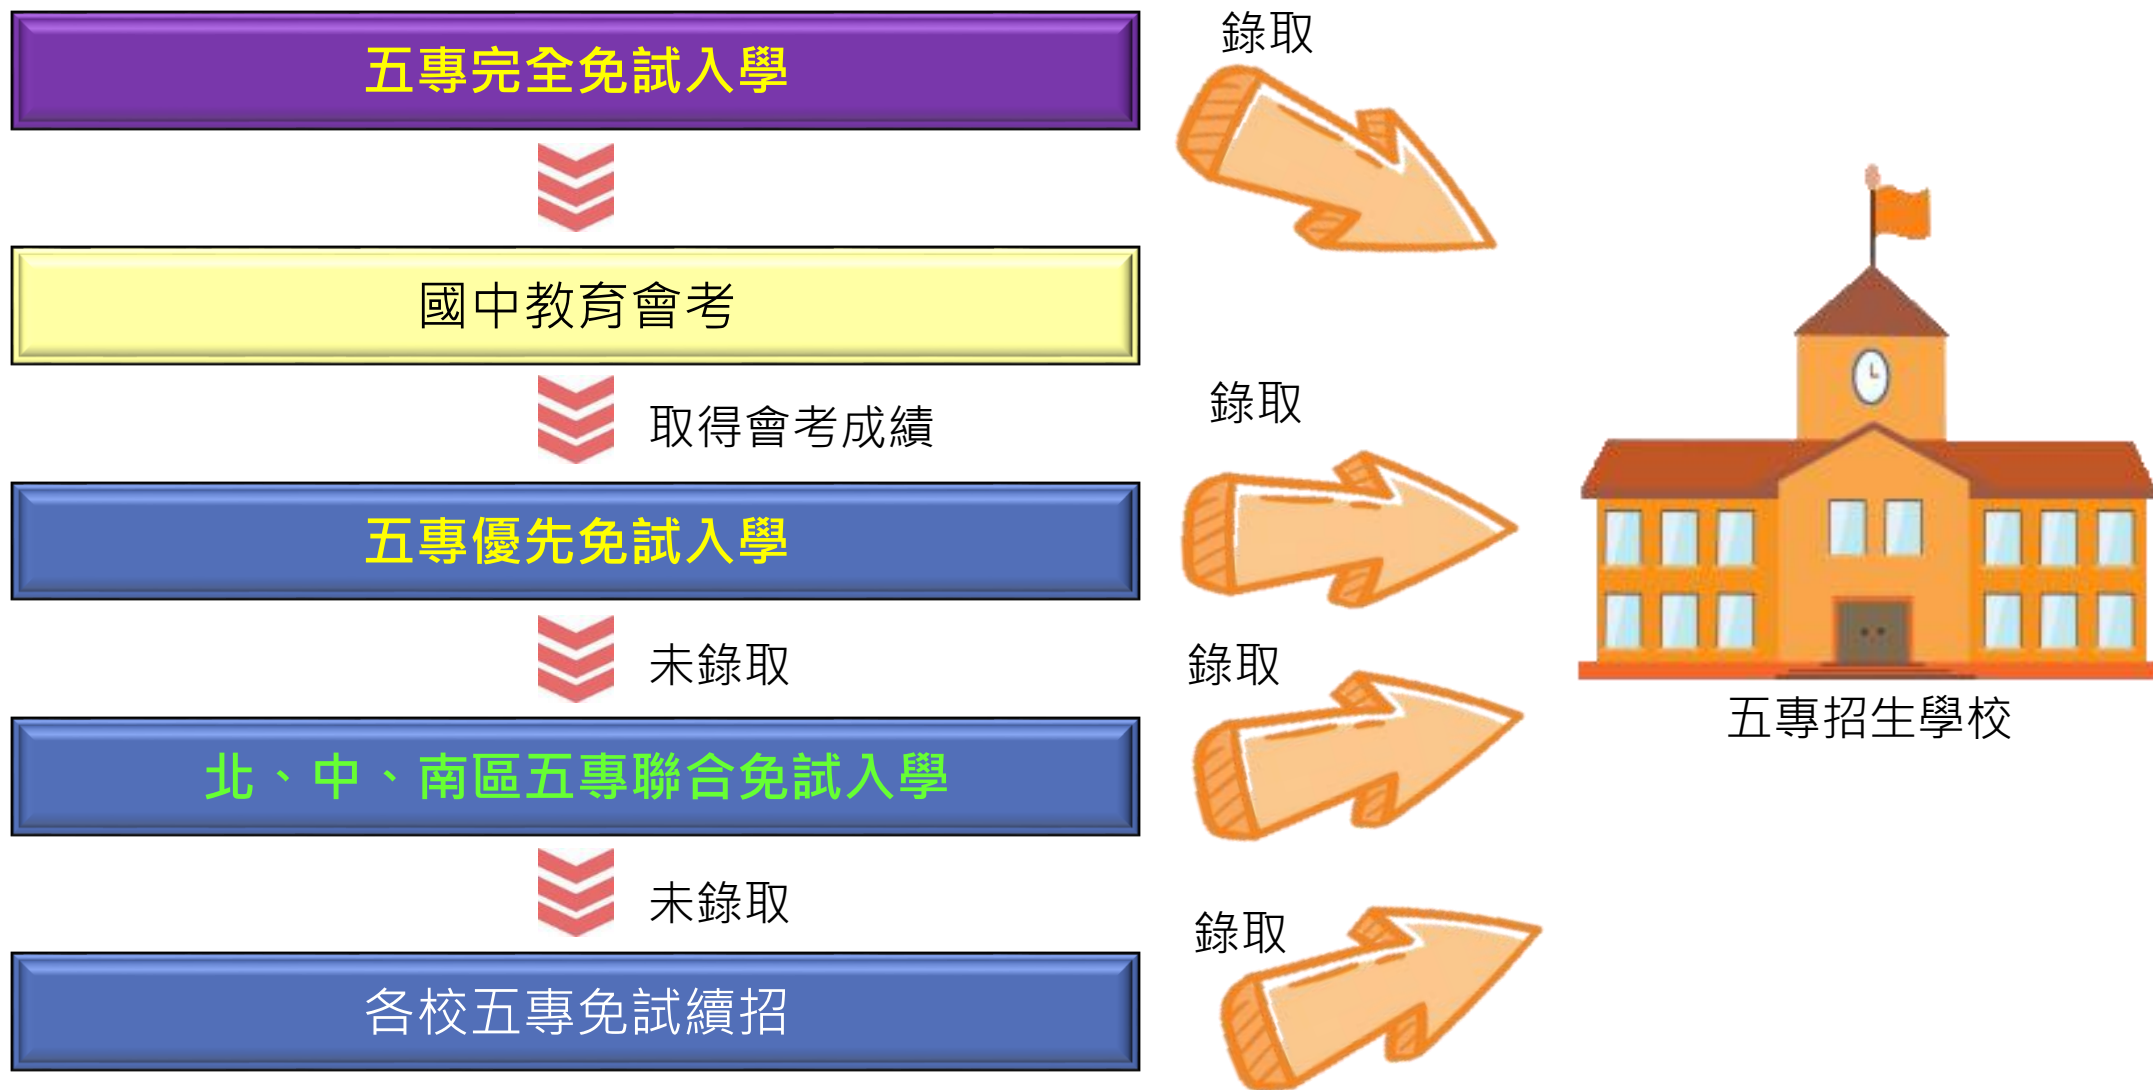 五專完全免試入學
錄取
國中教育會考
取得會考成績
錄取
五專優先免試入學
未錄取
錄取
五專招生學校
北、中、南區五專聯合免試入學
未錄取
錄取
各校五專免試續招